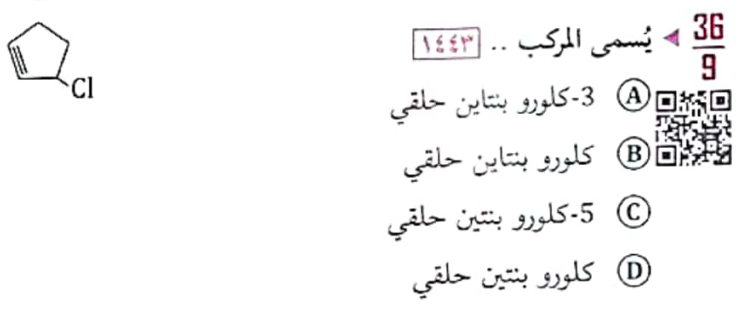 36
9
يُسمى المركب .. ١٤٤٣
Cl
A 3-كلورو بنتاين حلقي
B كلورو بنتاين حلقي
C 5-كلورو بنتين حلقي
D كلورو بنتين حلقي